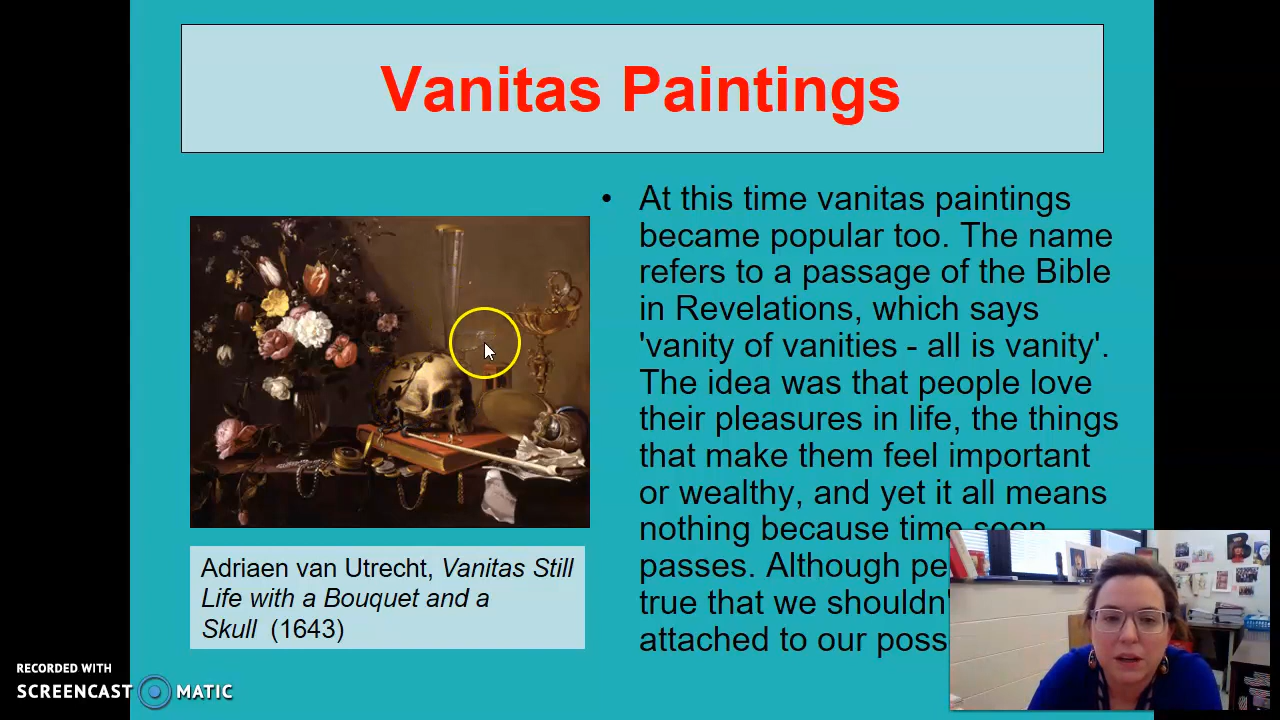 Vanitas Paintings
• At this time vanitas paintings
became popular too. The name
refers to a passage of the Bible
in Revelations, which says
'vanity of vanities - all is vanity'.
The idea was that people love
their pleasures in life, the things
that make them feel important
or wealthy, and yet it all means
nothing because time soon
passes. Although
true that we
attached to our
Adriaen van Utrecht, Vanitas Still
Life with a Bouquet and a
Skull (1643)
RECORDED WITH
SCREENCAST MATIC